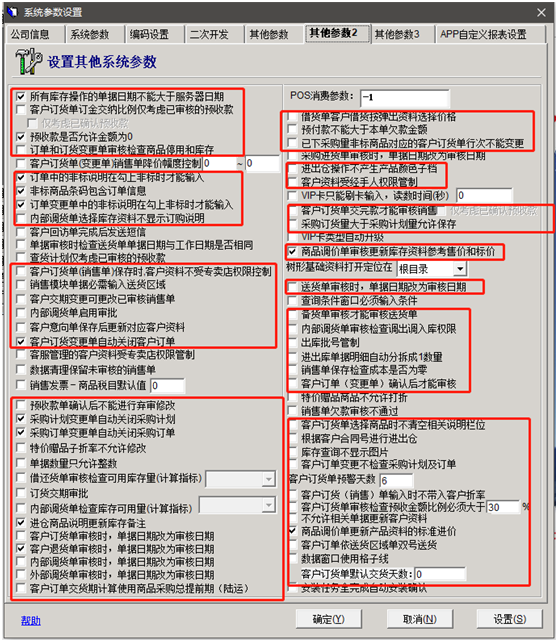 系统参数设置
公司信息 系统参数 编码设置 二次开发 其他参数 其他参数2 其他参数3 APP自定义报表设置
设置其他系统参数
所有库存操作的单据日期不能大于服务器日期
客户订货单订金交纳比例仅考虑已审核的预收款
仅考虑已确认预收款
预收款是否允许金额为0
订单和订货变更单审核检查商品停用和库存
客户订货单(变更单)销售单降价幅度控制 0 ~ 0
订单中的非标说明在勾上非标时才能输入
非标商品条码包含订单信息
订单变更单中的非标说明在勾上非标时才能输入
内部调货单选择库存资料不显示订购说明
客户回访单完成后发送短信
单据审核时检查送货单单据日期与工作日期是否相同
查货计划仅考虑已审核的预收款
客户订货单(销售单)保存时,客户资料不受专卖店权限控制
销售模块单据必需输入送货区域
客户交期变更可更改已审核销售单
内部调货单启用审批
客户意向单保存后更新对应客户资料
客户订货变更单自动关闭客户订单
客服管理的客户资料受专卖店权限管制
数据清理保留未审核的销售单
销售发票-商品税目默认值 0
预收款单确认后不能进行弃审修改
采购计划变更单自动关闭采购计划
采购订单变更单自动关闭采购订单
特价赠品子折率不允许修改
单据数量只允许整数
借还货单审核检查可用库存量(计算指标)
订货交期审批
内部调货单审核检查可用库存量(计算指标)
进仓商品说明更新库存备注
客户订货单审核时，单据日期改为审核日期
客户退货单审核时，单据日期改为审核日期
内部调货单审核时，单据日期改为审核日期
外部调货单审核时，单据日期改为审核日期
客户订单交货期计算使用商品采购总提前期（陆运）
POS消费参数： -1
借货单客户借货按弹出资料选择价格
预付款不能大于本单欠款金额
已下采购量非标商品对应的客户订货单行次不能变更
采购进货单审核时，单据日期改为审核日期
进出仓操作不产生产品颜色子档
客户资料受经手人权限管制
VIP卡只能刷卡输入，读数时间(秒) 0
客户订货单交完款才能审核销售 仅考虑已确认预收款
采购订货量大于采购计划量允许保存
VIP卡类型自动升级
商品调价单审核更新库存资料参考售价和标价
树形基础资料打开定位在 根目录
送货单审核时，单据日期改为审核日期
查询条件窗口必须输入条件
备货单审核才能审核送货单
内部调货单审核检查调出调入库权限
出库批号管制
进出库单据明细自动分拆成1数量
销售单保存检查成本是否为零
客户订单（变更单）确认后才能审核
特价赠品商品不允许打折
销售单欠款审核不通过
客户订货单选择商品时不清空相关说明栏位
根据客户合同号进行进出仓
库存查询不显示图片
客户订单变更不检查采购计划及订单
客户订货单预警天数 6
客户订货（销售）单输入时不带入客户折率
客户订货单审核检查预收金额比例必须大于 30 %
不允许相关单据更新客户资料
商品调价单更新产品资料的标准进价
客户订单依送货区域单双号送货
数据窗口使用格子线
客户订货单默认交货天数: 0
安装任务全完成自动安装确认
帮助 确定(Y) 取消(N) 设置(S)